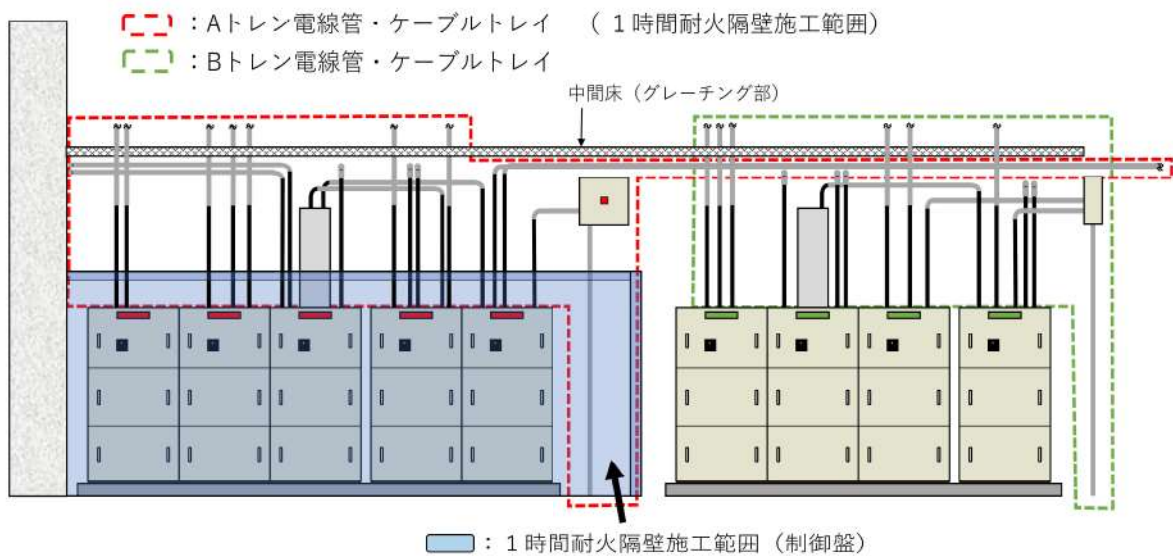 ：Aトレン電線管・ケーブルトレイ （１時間耐火隔壁施工範囲）
：Bトレン電線管・ケーブルトレイ
中間床（グレーチング部）
：１時間耐火隔壁施工範囲（制御盤）